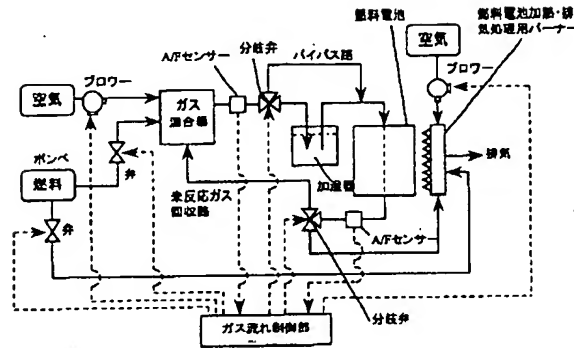 燃料電池
燃料電池加熱・排
気処理用バーナー
A/Fセンサー
分岐弁
バイパス路
空気
ブロワー
ブロワー
空気
ガス
混合器
ボンベ
弁
燃料
弁
未反応ガス
回収路
加湿器
排気
A/Fセンサー
分岐弁
ガス流れ制御部